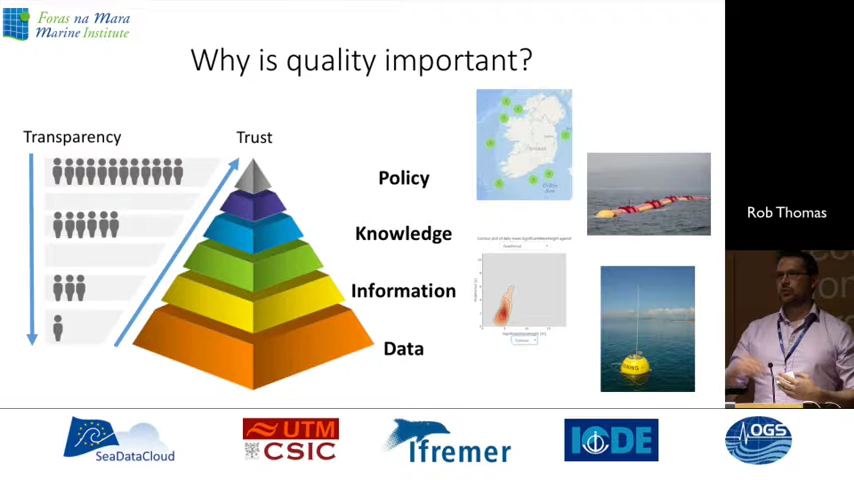 Foras na Mara
Marine Institute
Why is quality important?
Transparency
Trust
Policy
Knowledge
Information
Data
Rob Thomas
SeaDataCloud
UTM
CSIC
Ifremer
IODE
OGS